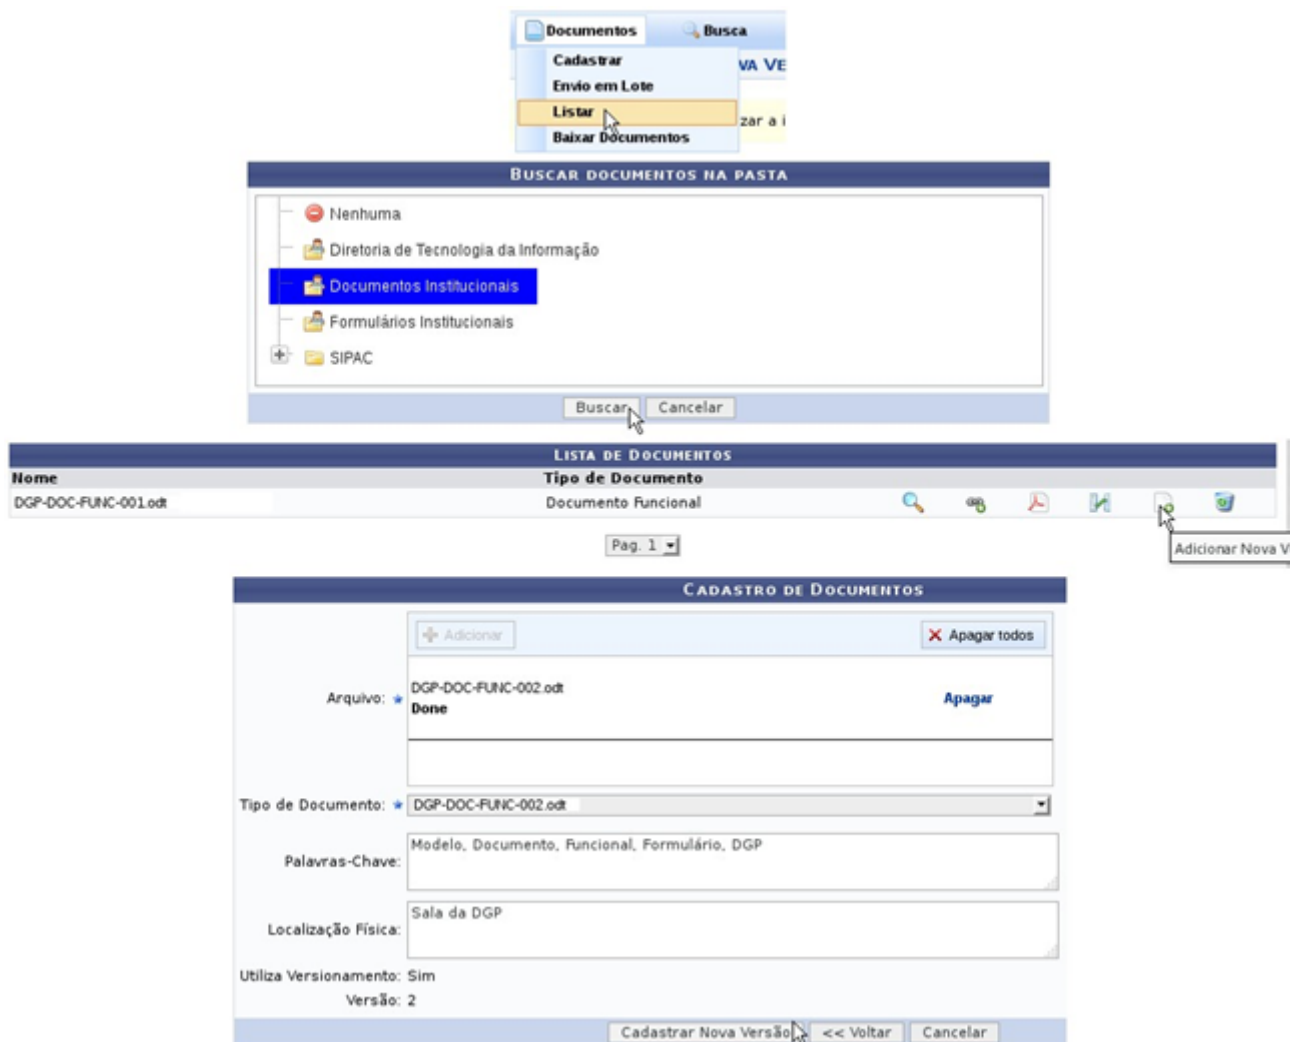 Documentos Busca
Cadastrar VA VE
Envio em Lote
Listar zar a i
Baixar Documentos
BUSCAR DOCUMENTOS NA PASTA
Nenhuma
Diretoria de Tecnologia da Informação
Documentos Institucionais
Formulários Institucionais
SIPAC
Buscar Cancelar
LISTA DE DOCUMENTOS
Nome Tipo de Documento
DGP-DOC-FUNC-001.odt Documento Funcional
Pag. 1
Adicionar Nova V
CADASTRO DE DOCUMENTOS
Adicionar Apagar todos
Arquivo: DGP-DOC-FUNC-002.odt Apagar
Done
Tipo de Documento: DGP-DOC-FUNC-002.odt
Palavras-Chave: Modelo, Documento, Funcional, Formulário, DGP
Localização Física: Sala da DGP
Utiliza Versionamento: Sim
Versão: 2
Cadastrar Nova Versão << Voltar Cancelar